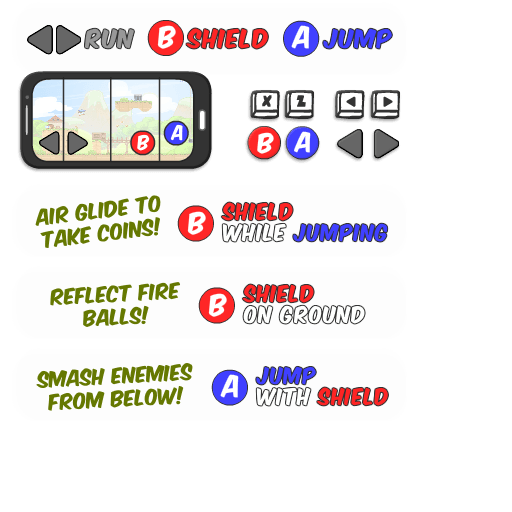 RUN B SHIELD A JUMP
X Z
B A B A
AIR GLIDE TO
TAKE COINS!
B SHIELD
WHILE JUMPING
REFLECT FIRE
BALLS!
B SHIELD
ON GROUND
SMASH ENEMIES
FROM BELOW!
A JUMP
WITH SHIELD